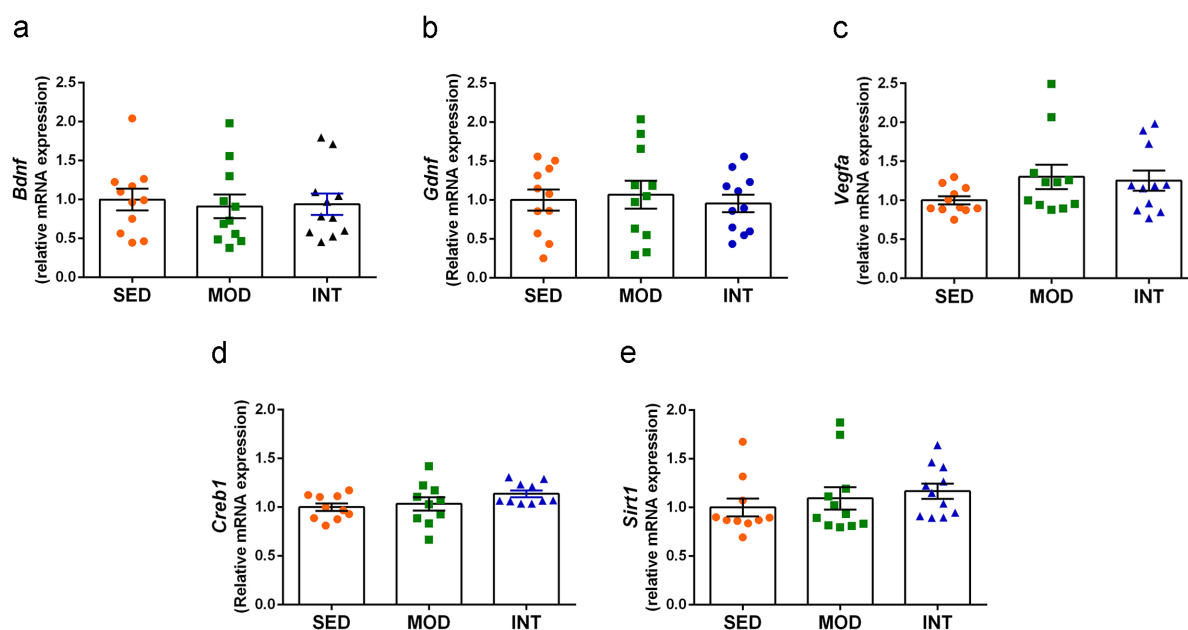 a
b
c
Bdnf
(relative mRNA expression)
2.5
2.0
1.5
1.0
0.5
0.0
SED MOD INT
Gdnf
(Relative mRNA expression)
2.5
2.0
1.5
1.0
0.5
0.0
SED MOD INT
Vegfa
(relative mRNA expression)
2.5
2.0
1.5
1.0
0.5
0.0
SED MOD INT
d
e
Creb1
(Relative mRNA expression)
2.0
1.5
1.0
0.5
0.0
SED MOD INT
Sirt1
(relative mRNA expression)
2.0
1.5
1.0
0.5
0.0
SED MOD INT